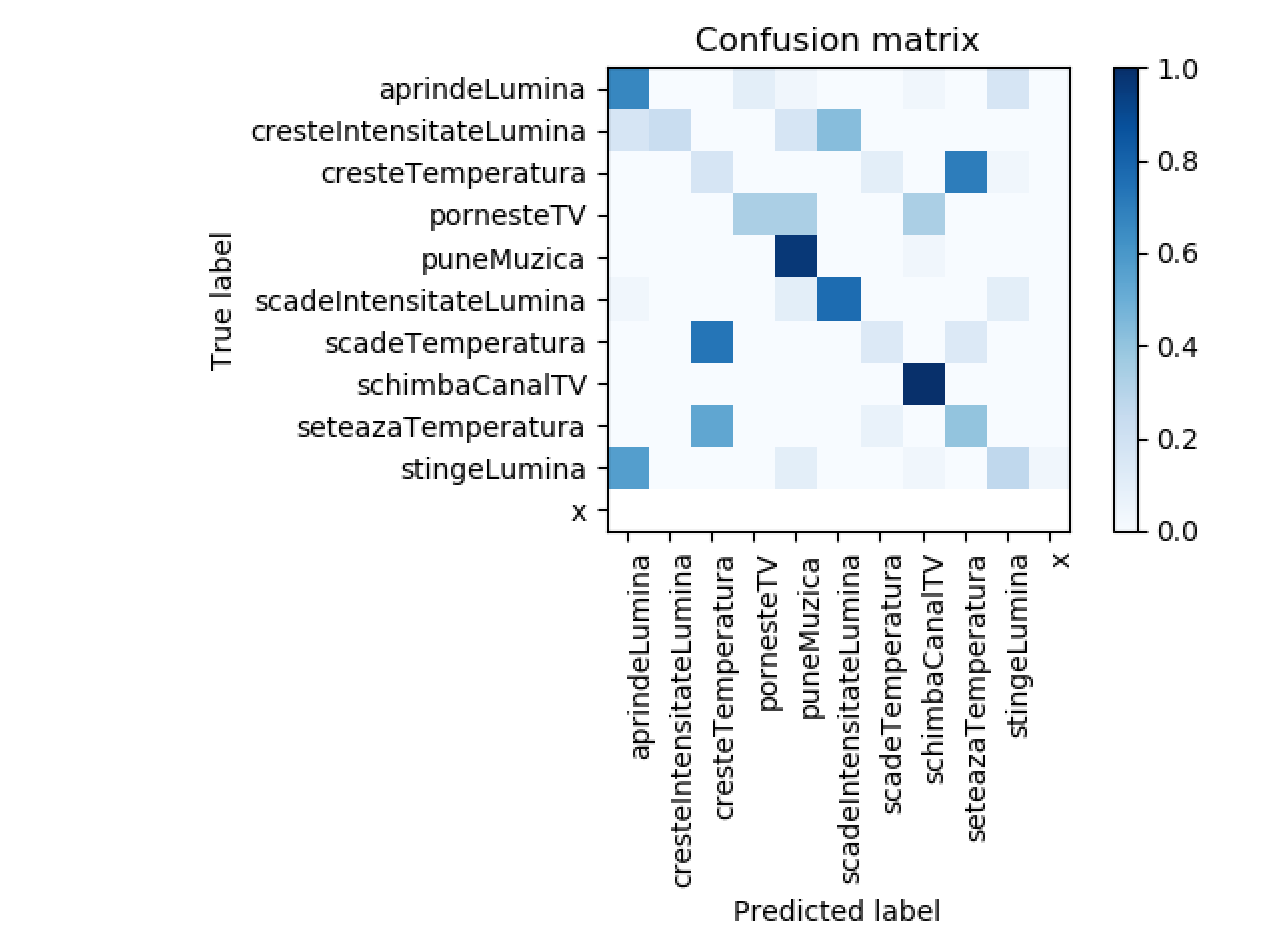 Confusion matrix
True label
aprindeLumina
cresteIntensitateLumina
cresteTemperatura
pornesteTV
puneMuzica
scadeIntensitateLumina
scadeTemperatura
schimbaCanalTV
seteazaTemperatura
stingeLumina
x
aprindeLumina
cresteIntensitateLumina
cresteTemperatura
pornesteTV
puneMuzica
scadeIntensitateLumina
scadeTemperatura
schimbaCanalTV
seteazaTemperatura
stingeLumina
x
Predicted label
1.0
0.8
0.6
0.4
0.2
0.0